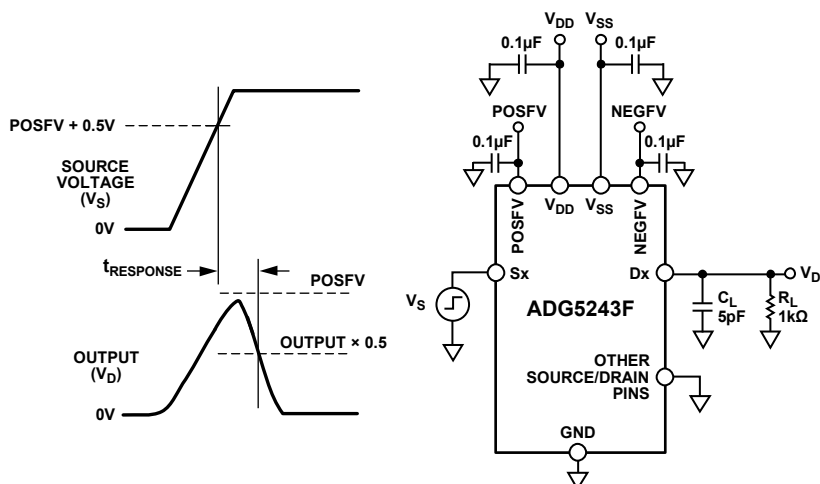 POSFV + 0.5V
SOURCE
VOLTAGE
(VS)
0V
tRESPONSE
POSFV
OUTPUT × 0.5
OUTPUT
(VD)
0V
VDD
VSS
0.1µF
0.1µF
POSFV
NEGFV
0.1µF
0.1µF
POSFV
VDD
VSS
NEGFV
VS
Sx
ADG5243F
Dx
VD
CL
5pF
RL
1kΩ
OTHER
SOURCE/DRAIN
PINS
GND